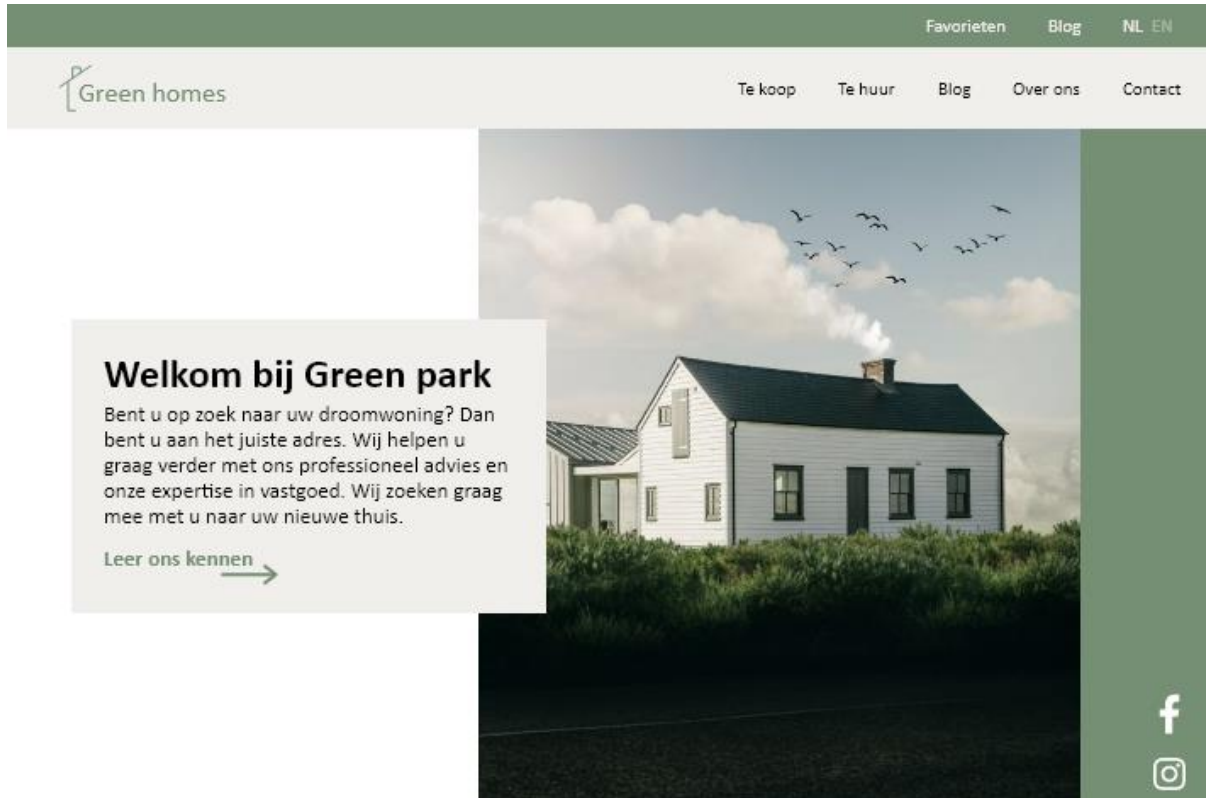 Favorieten Blog NL EN
Green homes
Te koop Te huur Blog Over ons Contact
Welkom bij Green park
Bent u op zoek naar uw droomwoning? Dan
bent u aan het juiste adres. Wij helpen u
graag verder met ons professioneel advies en
onze expertise in vastgoed. Wij zoeken graag
mee met u naar uw nieuwe thuis.
Leer ons kennen